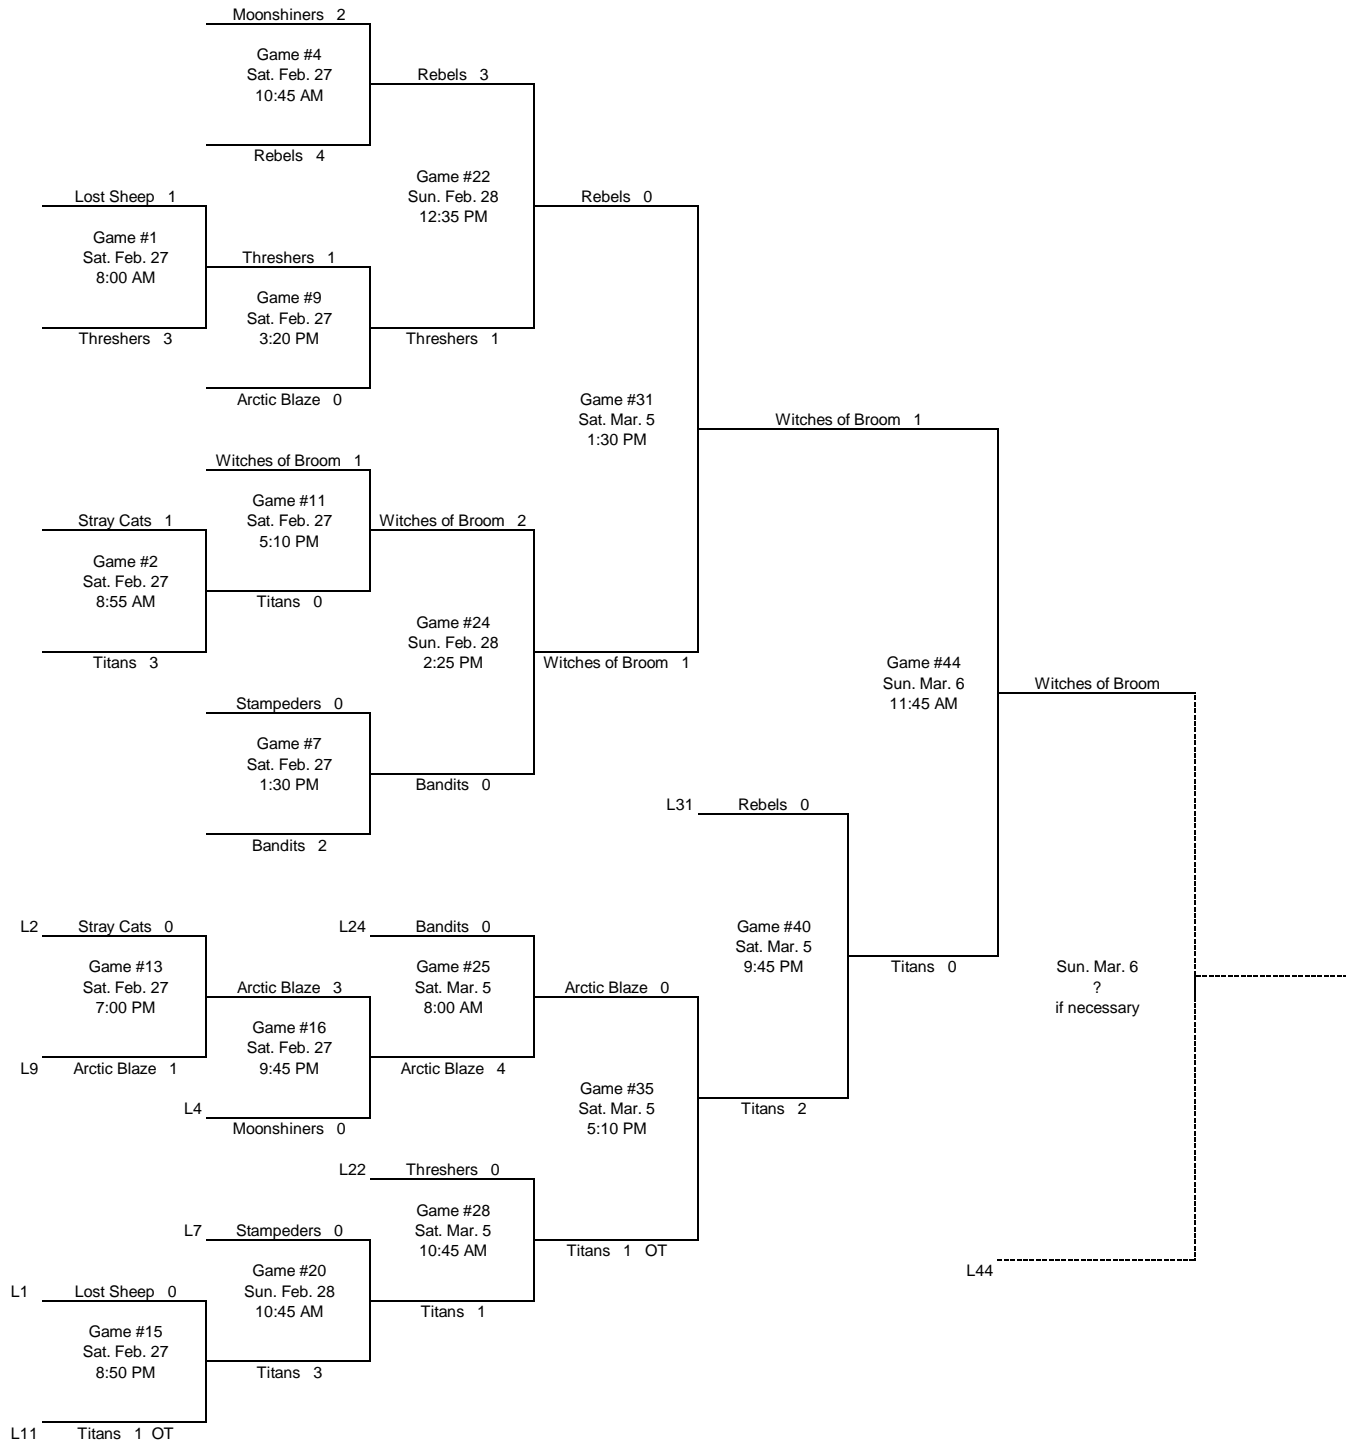 Moonshiners 2
Game #4
Sat. Feb. 27
10:45 AM
Rebels 3
Rebels 4
Game #22
Sun. Feb. 28
12:35 PM
Lost Sheep 1
Rebels 0
Game #1
Sat. Feb. 27
8:00 AM
Threshers 1
Game #9
Sat. Feb. 27
3:20 PM
Threshers 3
Threshers 1
Arctic Blaze 0
Game #31
Sat. Mar. 5
1:30 PM
Witches of Broom 1
Witches of Broom 1
Game #11
Sat. Feb. 27
5:10 PM
Stray Cats 1
Witches of Broom 2
Game #2
Sat. Feb. 27
8:55 AM
Titans 0
Game #24
Sun. Feb. 28
2:25 PM
Titans 3
Witches of Broom 1
Game #44
Sun. Mar. 6
11:45 AM
Witches of Broom
Stampeders 0
Game #7
Sat. Feb. 27
1:30 PM
Bandits 0
L31 Rebels 0
Bandits 2
L2 Stray Cats 0
L24 Bandits 0
Game #40
Sat. Mar. 5
9:45 PM
Game #13
Sat. Feb. 27
7:00 PM
Game #25
Sat. Mar. 5
8:00 AM
Titans 0
Sun. Mar. 6
?
if necessary
Arctic Blaze 3
Arctic Blaze 0
Game #16
Sat. Feb. 27
9:45 PM
L9 Arctic Blaze 1
Arctic Blaze 4
Game #35
Sat. Mar. 5
5:10 PM
L4
Moonshiners 0
Titans 2
L22 Threshers 0
Game #28
Sat. Mar. 5
10:45 AM
L7 Stampeders 0
Titans 1 OT
L44
Game #20
Sun. Feb. 28
10:45 AM
L1 Lost Sheep 0
Titans 1
Game #15
Sat. Feb. 27
8:50 PM
Titans 3
L11 Titans 1 OT